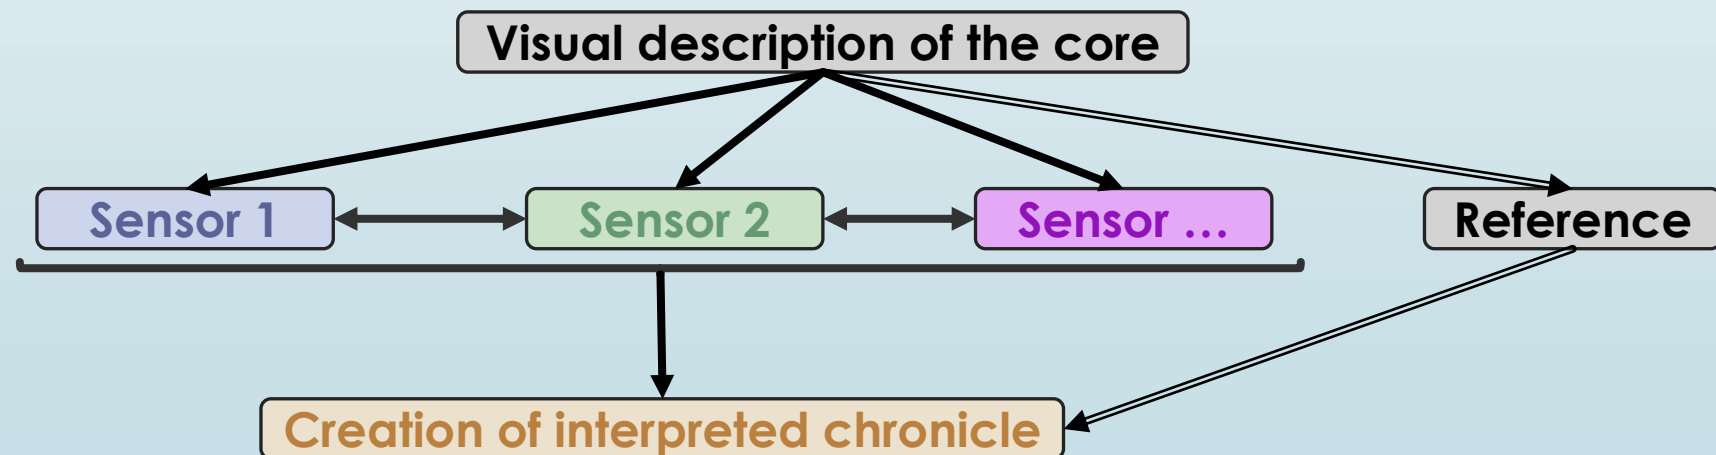 Visual description of the core
Sensor 1
Sensor 2
Sensor …
Reference
Creation of interpreted chronicle